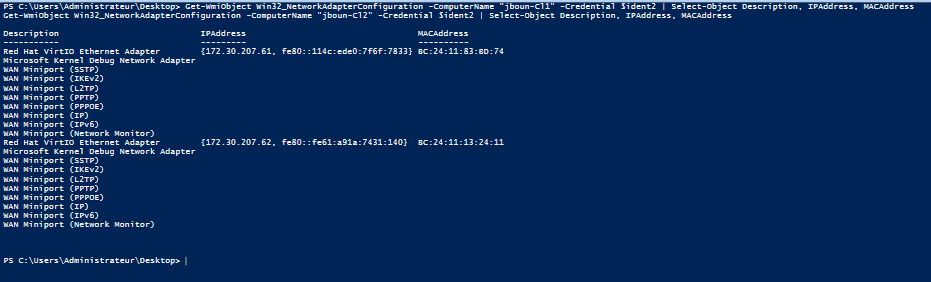 PS C:\Users\Administrateur\Desktop> Get-WmiObject Win32_NetworkAdapterConfiguration -ComputerName "jboun-Cl1" -Credential $ident2 | Select-Object Description, IPAddress, MACAddress
Get-WmiObject Win32_NetworkAdapterConfiguration -ComputerName "jboun-Cl2" -Credential $ident2 | Select-Object Description, IPAddress, MACAddress
Description IPAddress MACAddress
----------- --------- ----------
Red Hat VirtIO Ethernet Adapter {172.30.207.61, fe80::114c:ede0:7f6f:7833} BC:24:11:83:BD:74
Microsoft Kernel Debug Network Adapter
WAN Miniport (SSTP)
WAN Miniport (IKEv2)
WAN Miniport (L2TP)
WAN Miniport (PPTP)
WAN Miniport (PPPOE)
WAN Miniport (IP)
WAN Miniport (IPv6)
WAN Miniport (Network Monitor)
Red Hat VirtIO Ethernet Adapter {172.30.207.62, fe80::fe61:a91a:7431:140} BC:24:11:13:24:11
Microsoft Kernel Debug Network Adapter
WAN Miniport (SSTP)
WAN Miniport (IKEv2)
WAN Miniport (L2TP)
WAN Miniport (PPTP)
WAN Miniport (PPPOE)
WAN Miniport (IP)
WAN Miniport (IPv6)
WAN Miniport (Network Monitor)
PS C:\Users\Administrateur\Desktop>